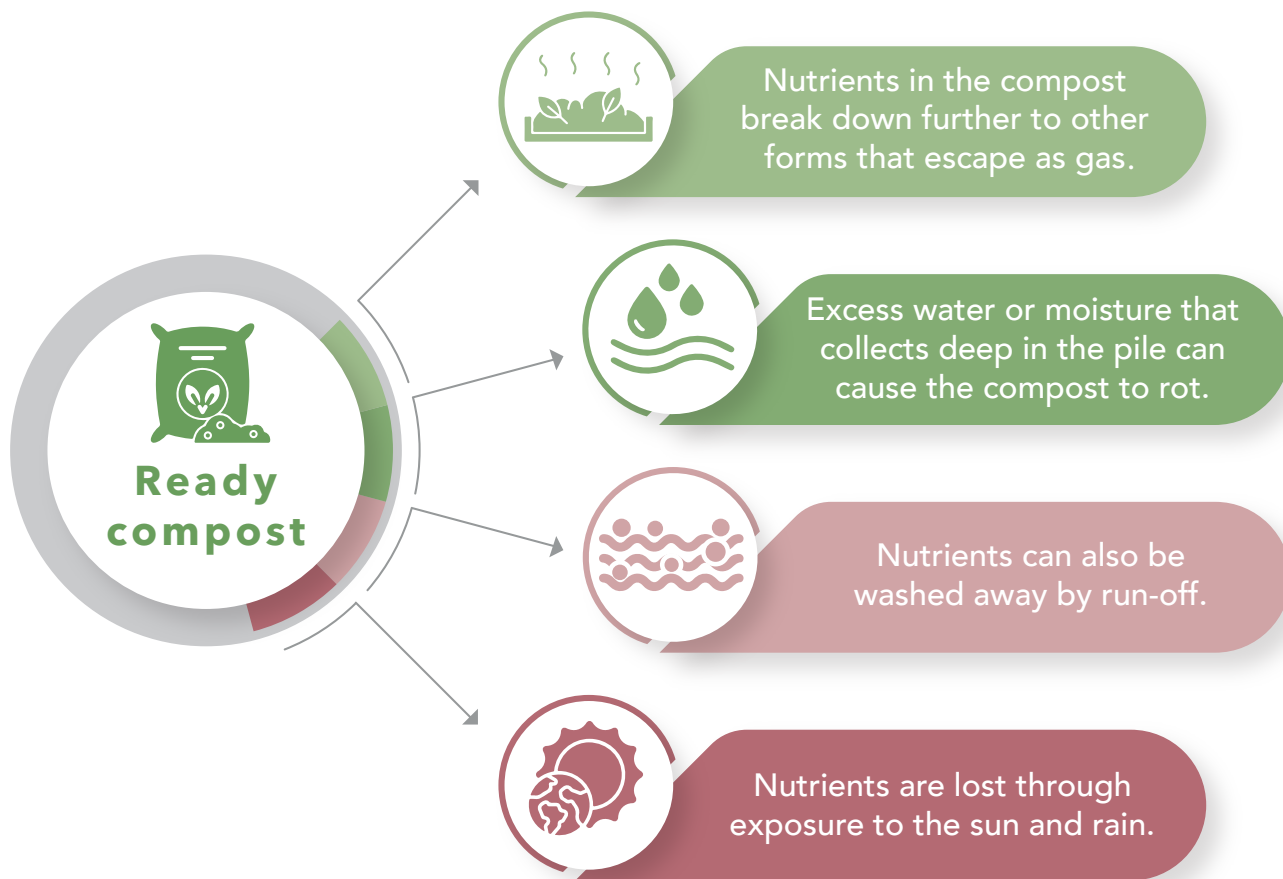 Nutrients in the compost
break down further to other
forms that escape as gas.
Excess water or moisture that
collects deep in the pile can
cause the compost to rot.
Ready
compost
Nutrients can also be
washed away by run-off.
Nutrients are lost through
exposure to the sun and rain.